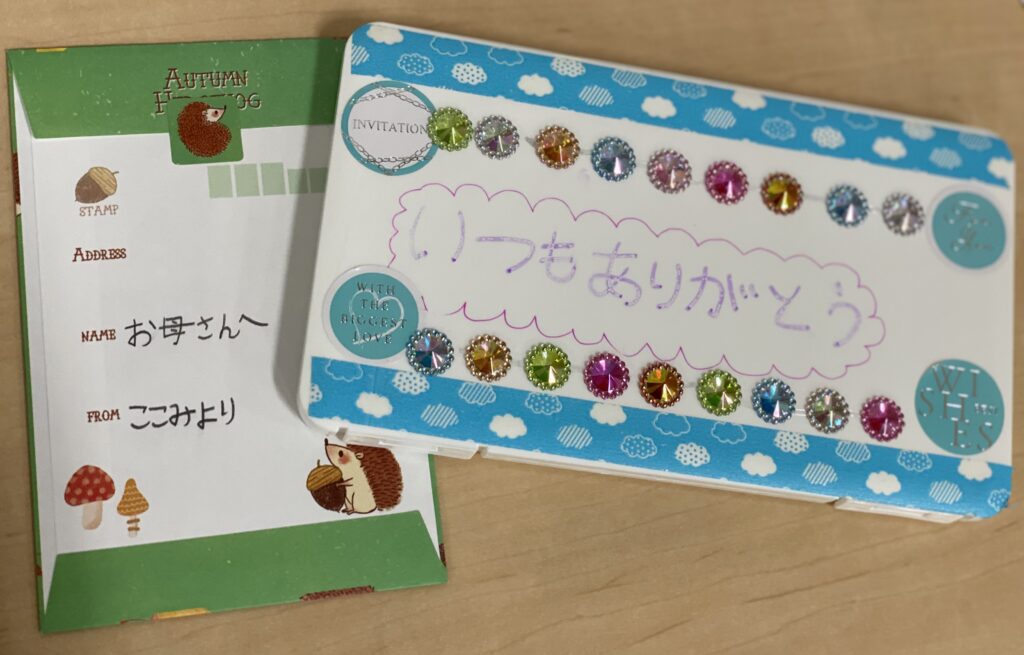 AUTUMN
STAMP
ADDRESS
NAME お母さんへ
FROM ここみより
INVITATION
いつもありがとう
WITH
THE
BIGGEST
LOVE
WISHES